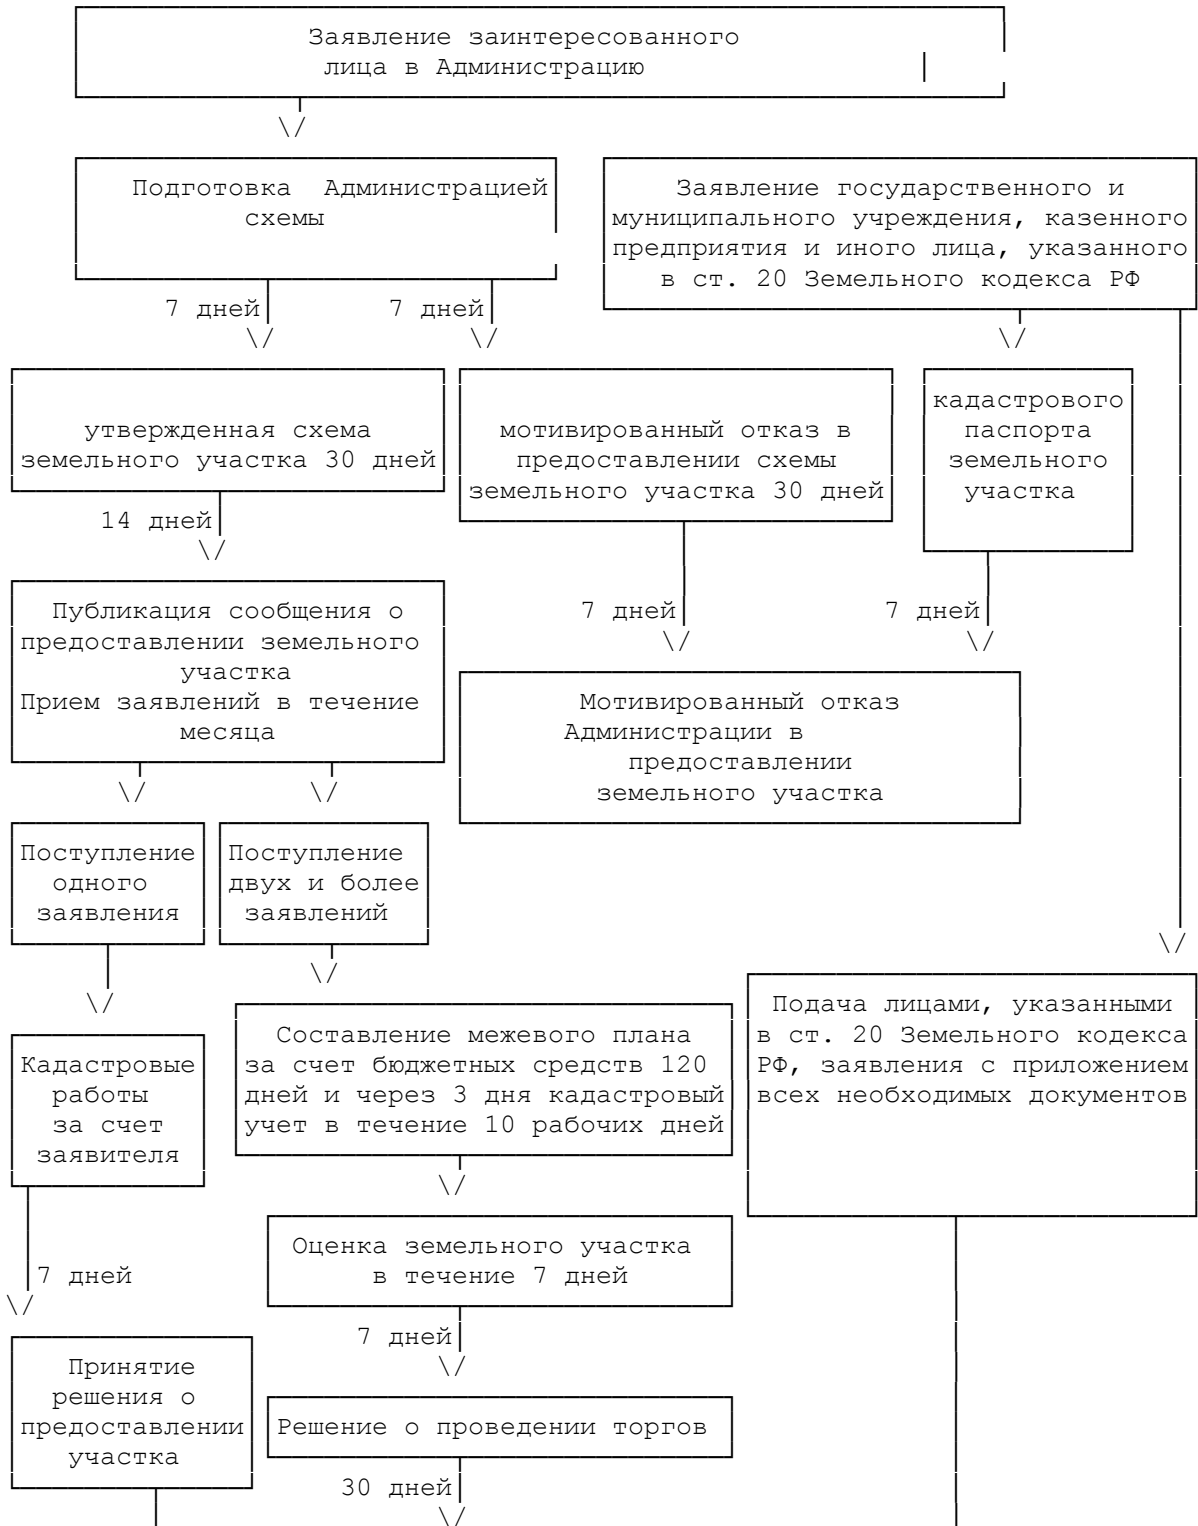 Заявление заинтересованного
лица в Администрацию
Подготовка Администрацией
схемы
Заявление государственного и
муниципального учреждения, казенного
предприятия и иного лица, указанного
в ст. 20 Земельного кодекса РФ
7 дней
7 дней
утвержденная схема
земельного участка 30 дней
мотивированный отказ в
предоставлении схемы
земельного участка 30 дней
кадастрового
паспорта
земельного
участка
14 дней
Публикация сообщения о
предоставлении земельного
участка
Прием заявлений в течение
месяца
7 дней
7 дней
Мотивированный отказ
Администрации в
предоставлении
земельного участка
Поступление
одного
заявления
Поступление
двух и более
заявлений
Кадастровые
работы
за счет
заявителя
Составление межевого плана
за счет бюджетных средств 120
дней и через 3 дня кадастровый
учет в течение 10 рабочих дней
Подача лицами, указанными
в ст. 20 Земельного кодекса
РФ, заявления с приложением
всех необходимых документов
7 дней
Оценка земельного участка
в течение 7 дней
7 дней
Принятие
решения о
предоставлении
участка
Решение о проведении торгов
30 дней